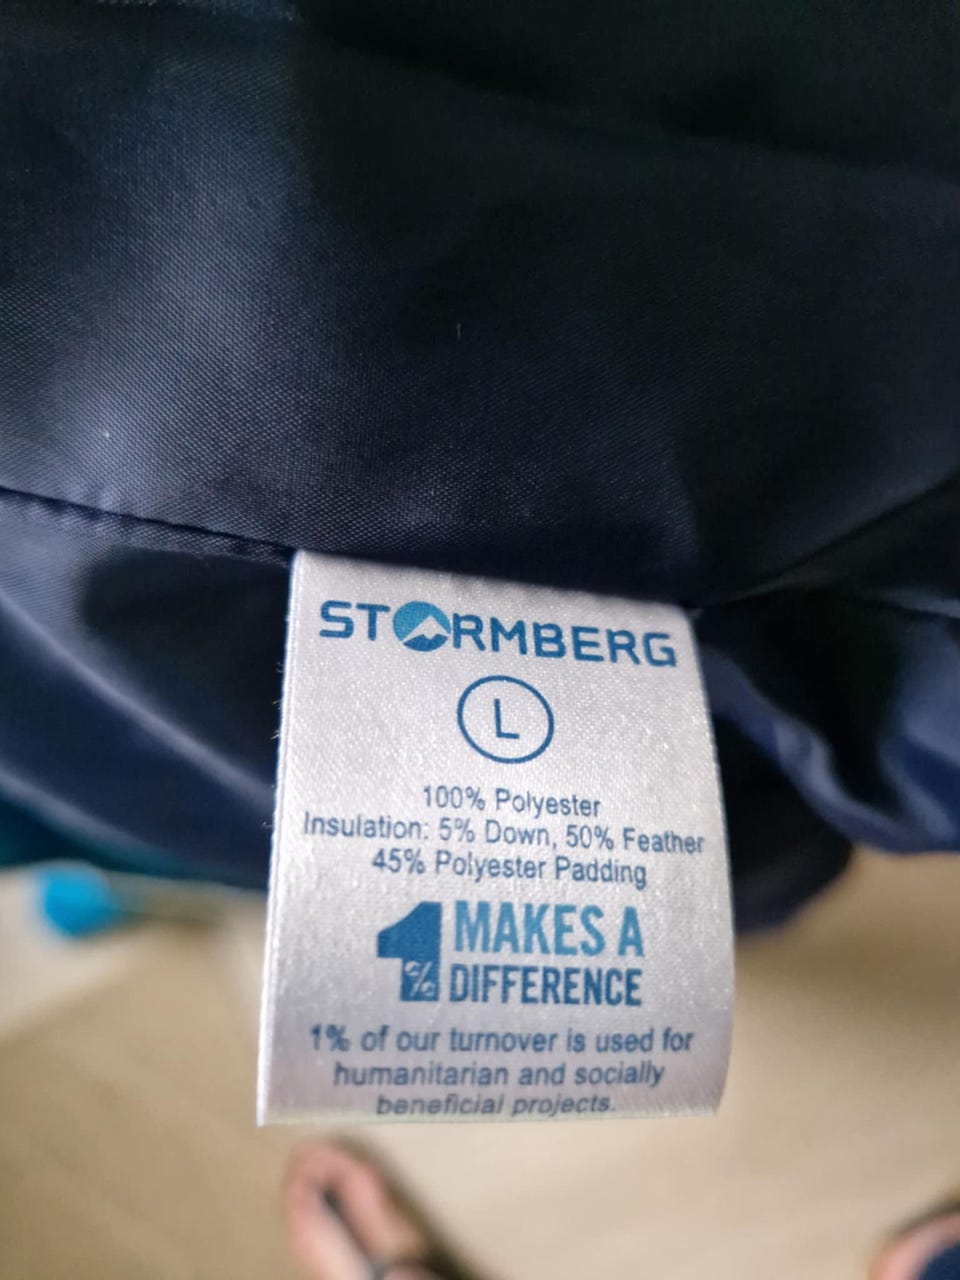 STORMBERG
L
100% Polyester
Insulation: 5% Down, 50% Feather
45% Polyester Padding
1% MAKES A
DIFFERENCE
1% of our turnover is used for
humanitarian and socially
beneficial projects.